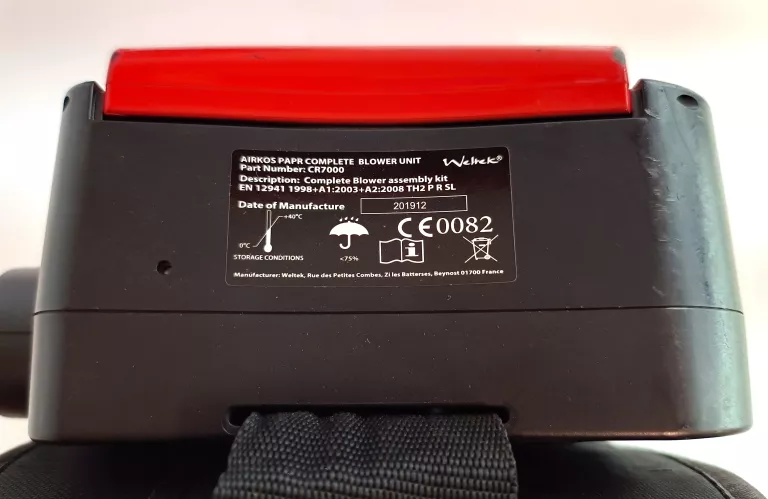 AIRKOS PAPR COMPLETE BLOWER UNIT
Weltek®
Part Number: CR7000
Description: Complete Blower assembly kit
EN 12941 1998+A1:2003+A2:2008 TH2 P R SL
Date of Manufacture 201912
+40°C
0°C
STORAGE CONDITIONS
<75%
CE0082
i
Manufacturer: Weltek, Rue des Petites Combes, Zi les Batterses, Beynost 01700 France